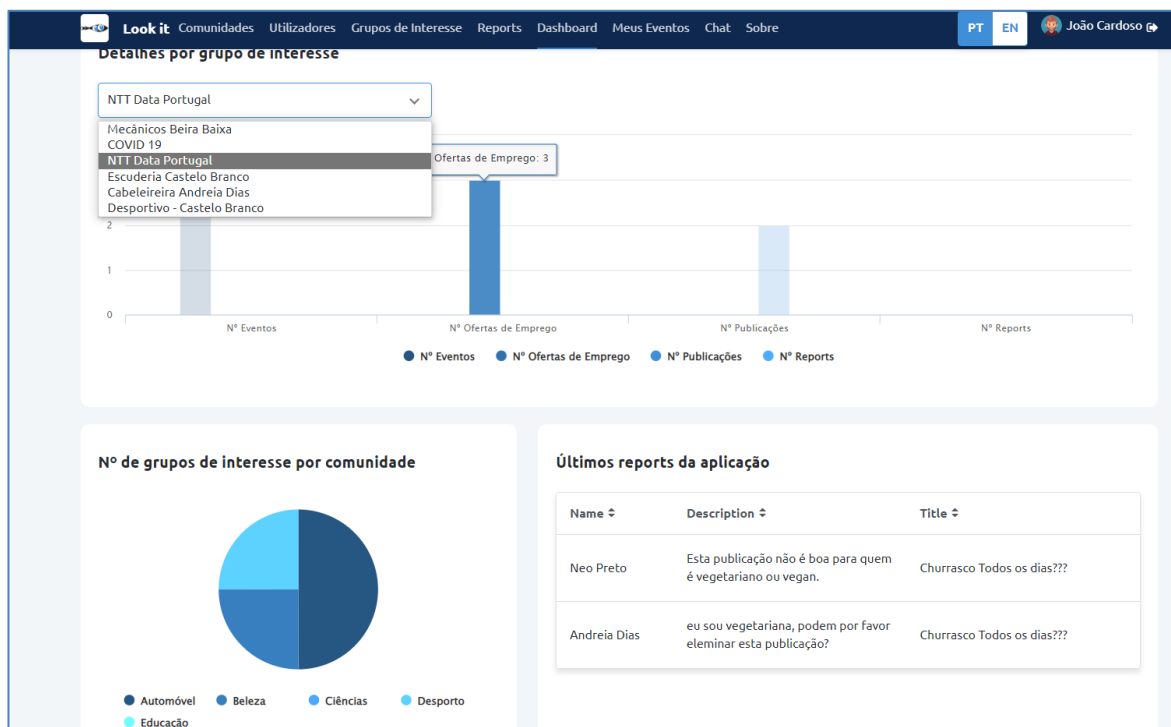 Look it Comunidades Utilizadores Grupos de Interesse Reports Dashboard Meus Eventos Chat Sobre PT EN João Cardoso
Detalhes por grupo de interesse
NTT Data Portugal
Mecânicos Beira Baixa
COVID 19
NTT Data Portugal
Escuderia Castelo Branco
Cabeleireira Andreia Dias
Desportivo - Castelo Branco
Ofertas de Emprego: 3
2
1
0
Nº Eventos Nº Ofertas de Emprego Nº Publicações Nº Reports
Nº Eventos Nº Ofertas de Emprego Nº Publicações Nº Reports
Nº de grupos de interesse por comunidade
Automóvel Beleza Ciências Desporto
Educação
Últimos reports da aplicação
Name Description Title
Neo Preto
Esta publicação não é boa para quem
é vegetariano ou vegan.
Churrasco Todos os dias???
Andreia Dias
eu sou vegetariana, podem por favor
eleminar esta publicação?
Churrasco Todos os dias???